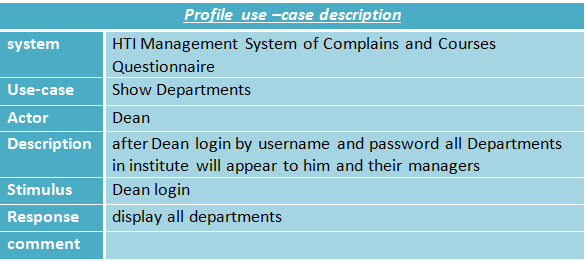 Profile use –case description
system HTI Management System of Complains and Courses
Questionnaire
Use-case Show Departments
Actor Dean
Description after Dean login by username and password all Departments
in institute will appear to him and their managers
Stimulus Dean login
Response display all departments
comment